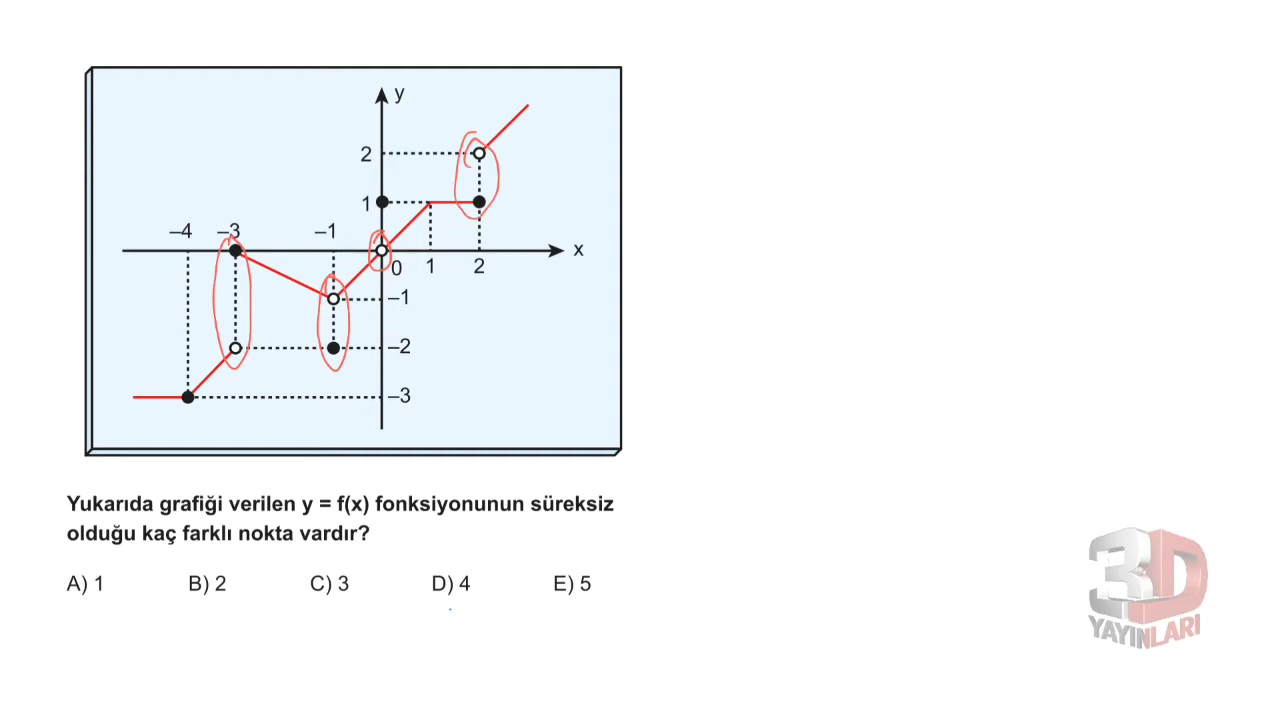 y
2
1
–4 –3 –1
x
0 1 2
–1
–2
–3
Yukarıda grafiği verilen y = f(x) fonksiyonunun süreksiz
olduğu kaç farklı nokta vardır?
A) 1 B) 2 C) 3 D) 4 E) 5
3D
YAYINLARI